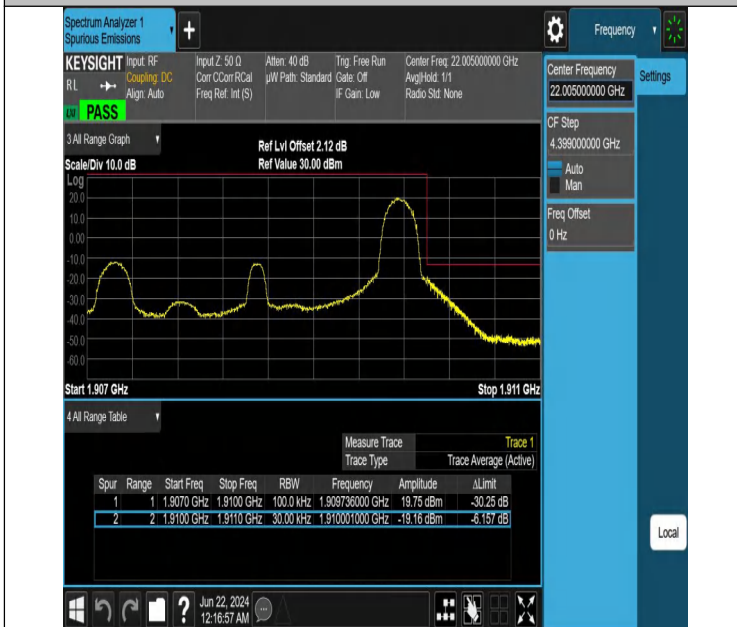 Spectrum Analyzer 1
Spurious Emissions
+
Frequency
KEYSIGHT
RL
Input: RF
Coupling: DC
Align: Auto
Input Z: 50 Ω
Corr CCorr RCal
Freq Ref: Int (S)
Atten: 40 dB
µW Path: Standard
Trig: Free Run
Gate: Off
IF Gain: Low
Center Freq: 22.005000000 GHz
Avg|Hold: 1/1
Radio Std: None
PASS
Center Frequency
22.005000000 GHz
Settings
CF Step
4.399000000 GHz
Auto
Man
Freq Offset
0 Hz
3 All Range Graph
Ref Lvl Offset 2.12 dB
Scale/Div 10.0 dB
Ref Value 30.00 dBm
Log
20.0
10.0
0.00
-10.0
-20.0
-30.0
-40.0
-50.0
-60.0
Start 1.907 GHz
Stop 1.911 GHz
4 All Range Table
Measure Trace Trace 1
Trace Type Trace Average (Active)
Spur Range Start Freq Stop Freq RBW Frequency Amplitude ΔLimit
1 1 1.9070 GHz 1.9100 GHz 100.0 kHz 1.909736000 GHz 19.75 dBm -30.25 dB
2 2 1.9100 GHz 1.9110 GHz 30.00 kHz 1.910001000 GHz -19.16 dBm -6.157 dB
Local
?
Jun 22, 2024
12:16:57 AM